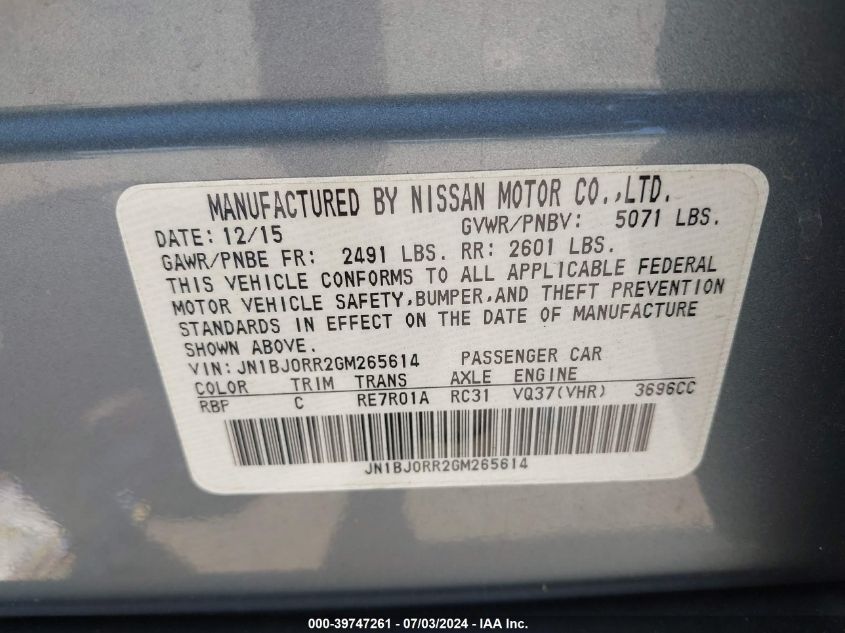 MANUFACTURED BY NISSAN MOTOR CO.,LTD.
DATE: 12/15 GVWR/PNBV: 5071 LBS.
GAWR/PNBE FR: 2491 LBS. RR: 2601 LBS.
THIS VEHICLE CONFORMS TO ALL APPLICABLE FEDERAL
MOTOR VEHICLE SAFETY,BUMPER,AND THEFT PREVENTION
STANDARDS IN EFFECT ON THE DATE OF MANUFACTURE
SHOWN ABOVE.
VIN: JN1BJ0RR2GM265614 PASSENGER CAR
COLOR TRIM TRANS AXLE ENGINE
RBP C RE7R01A RC31 VQ37(VHR) 3696CC
JN1BJ0RR2GM265614
000-39747261 - 07/03/2024 - IAA Inc.